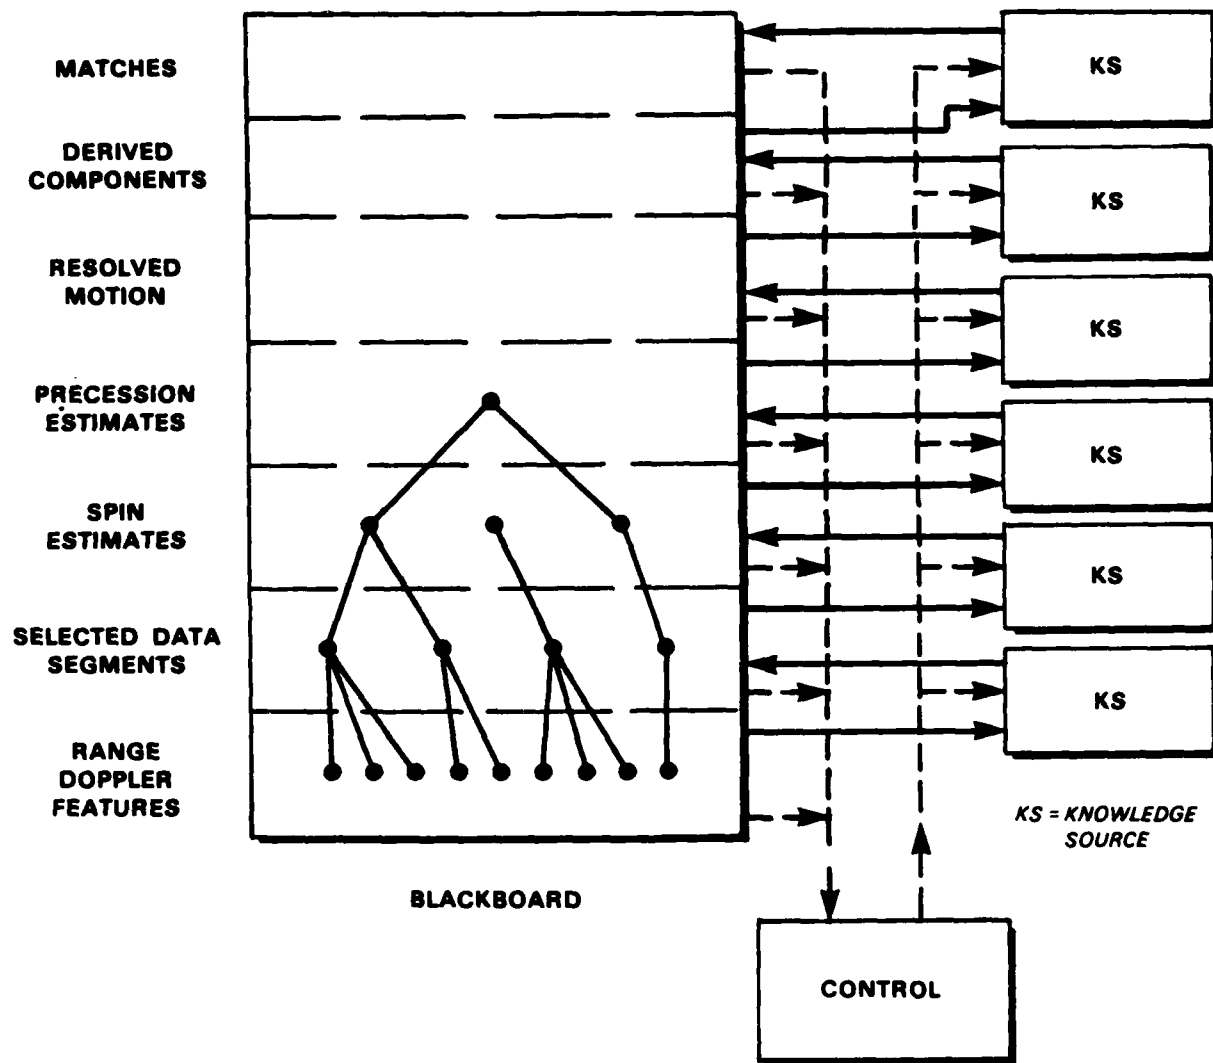 MATCHES
DERIVED
COMPONENTS
RESOLVED
MOTION
PRECESSION
ESTIMATES
SPIN
ESTIMATES
SELECTED DATA
SEGMENTS
RANGE
DOPPLER
FEATURES
BLACKBOARD
KS
KS
KS
KS
KS
KS
KS = KNOWLEDGE
SOURCE
CONTROL